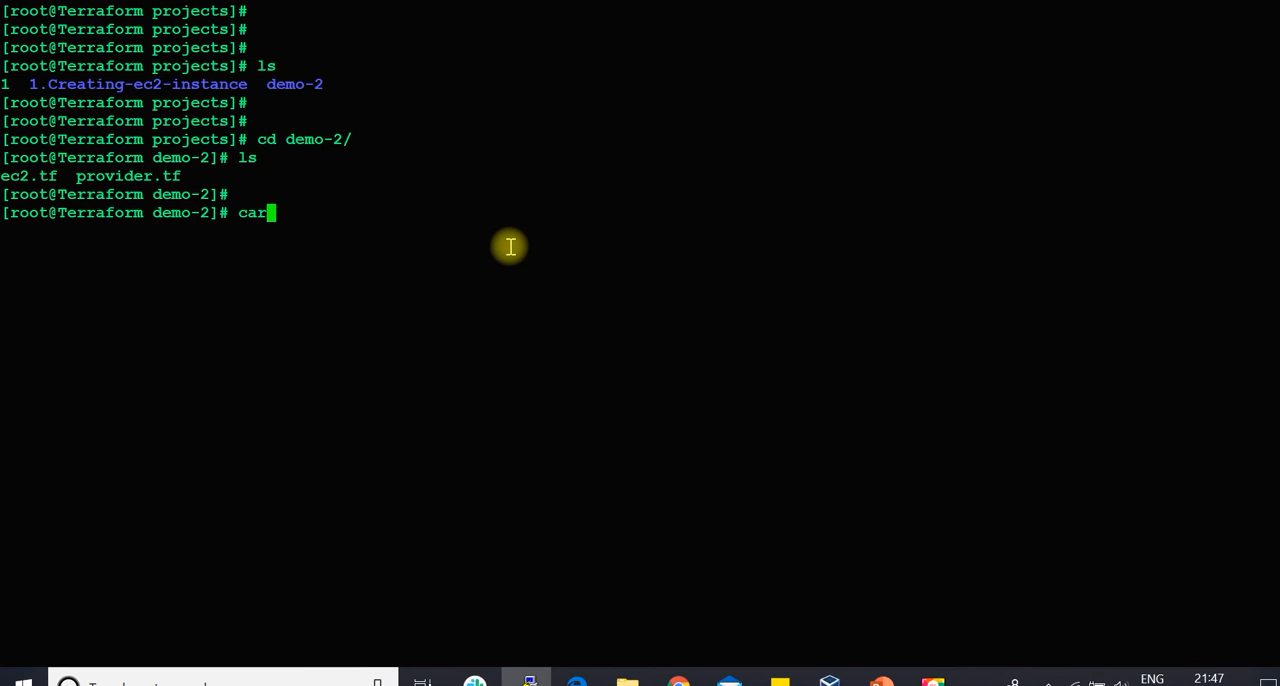 [root@Terraform projects]#
[root@Terraform projects]#
[root@Terraform projects]#
[root@Terraform projects]# ls
1  1.Creating-ec2-instance  demo-2
[root@Terraform projects]#
[root@Terraform projects]#
[root@Terraform projects]# cd demo-2/
[root@Terraform demo-2]# ls
ec2.tf  provider.tf
[root@Terraform demo-2]#
[root@Terraform demo-2]# car
ENG 21:47